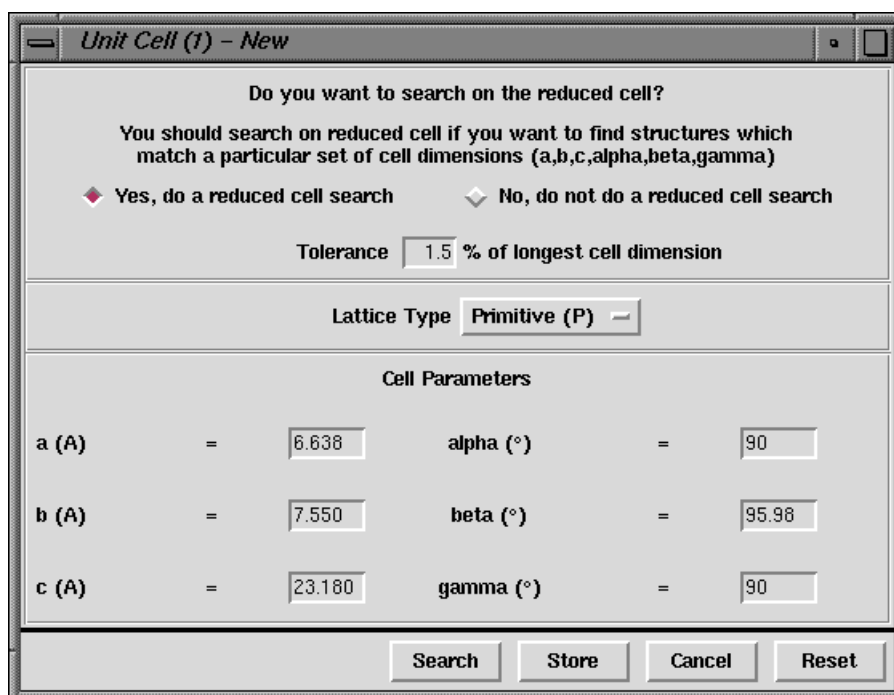 Unit Cell (1) – New
Do you want to search on the reduced cell?
You should search on reduced cell if you want to find structures which
match a particular set of cell dimensions (a,b,c,alpha,beta,gamma)
Yes, do a reduced cell search No, do not do a reduced cell search
Tolerance 1.5 % of longest cell dimension
Lattice Type Primitive (P)
Cell Parameters
a (A) = 6.638 alpha (°) = 90
b (A) = 7.550 beta (°) = 95.98
c (A) = 23.180 gamma (°) = 90
Search Store Cancel Reset